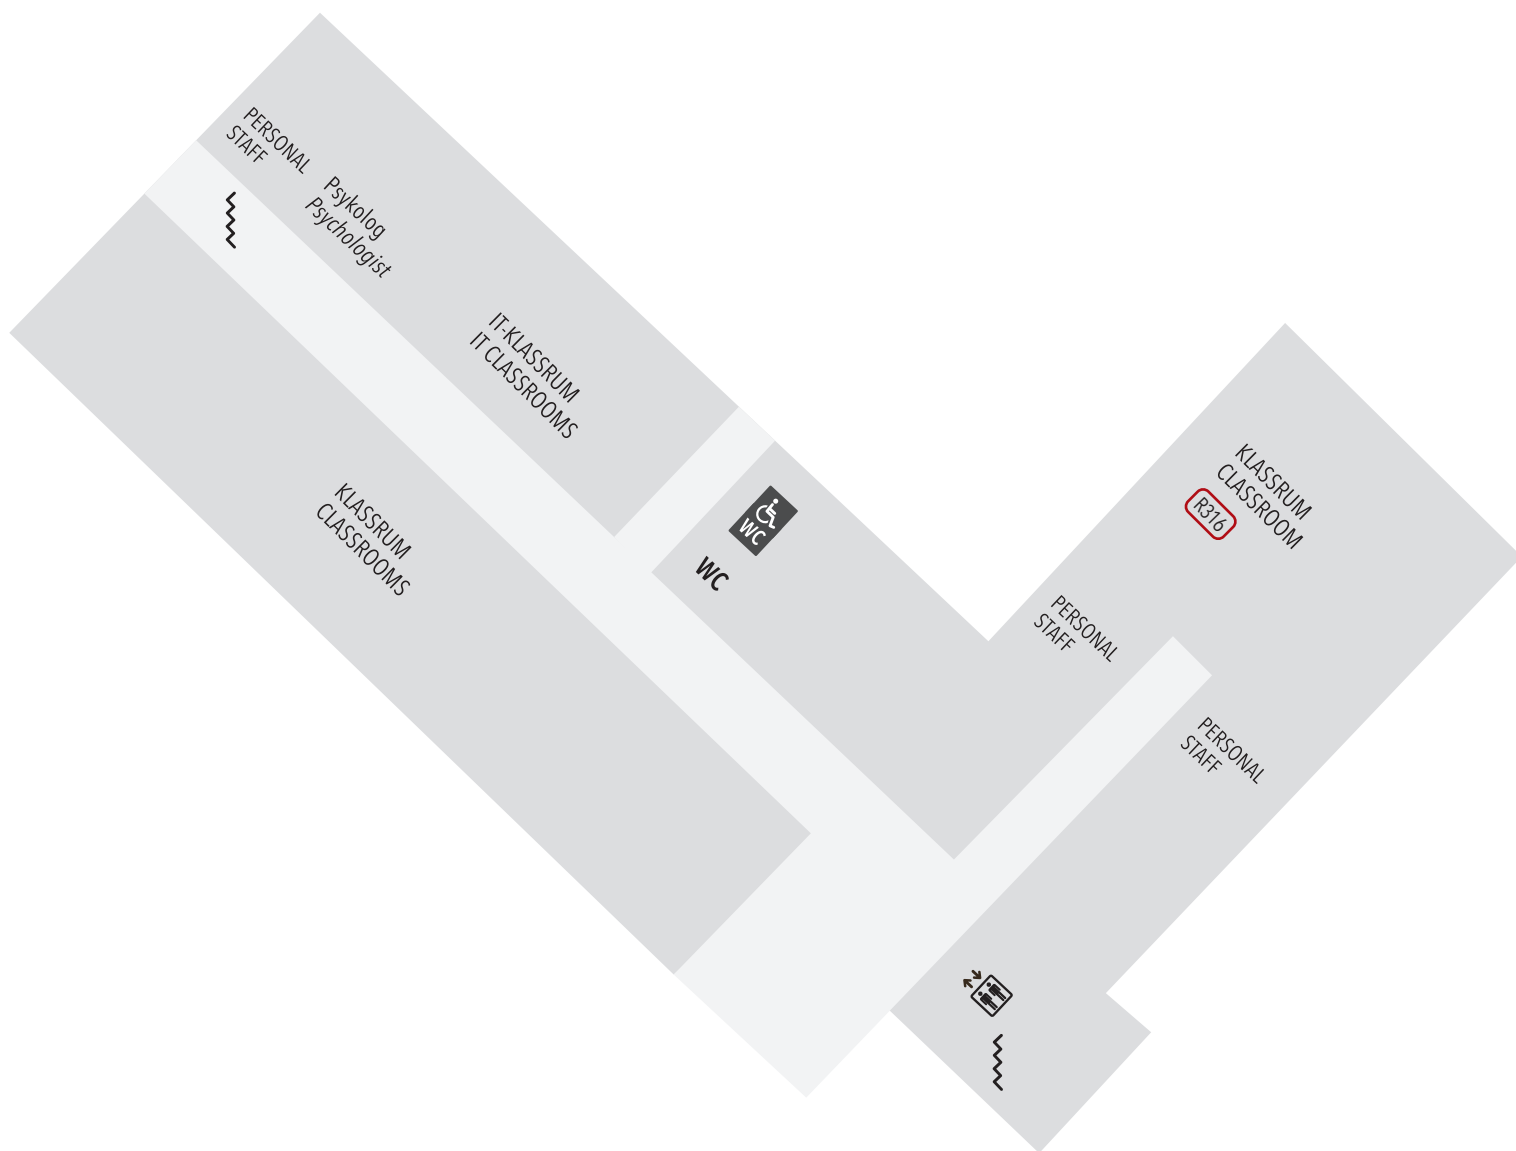 PERSONAL
STAFF
Psykolog
Psychologist
IT-KLASSRUM
IT CLASSROOMS
KLASSRUM
CLASSROOMS
WC
WC
KLASSRUM
CLASSROOM
R316
PERSONAL
STAFF
PERSONAL
STAFF